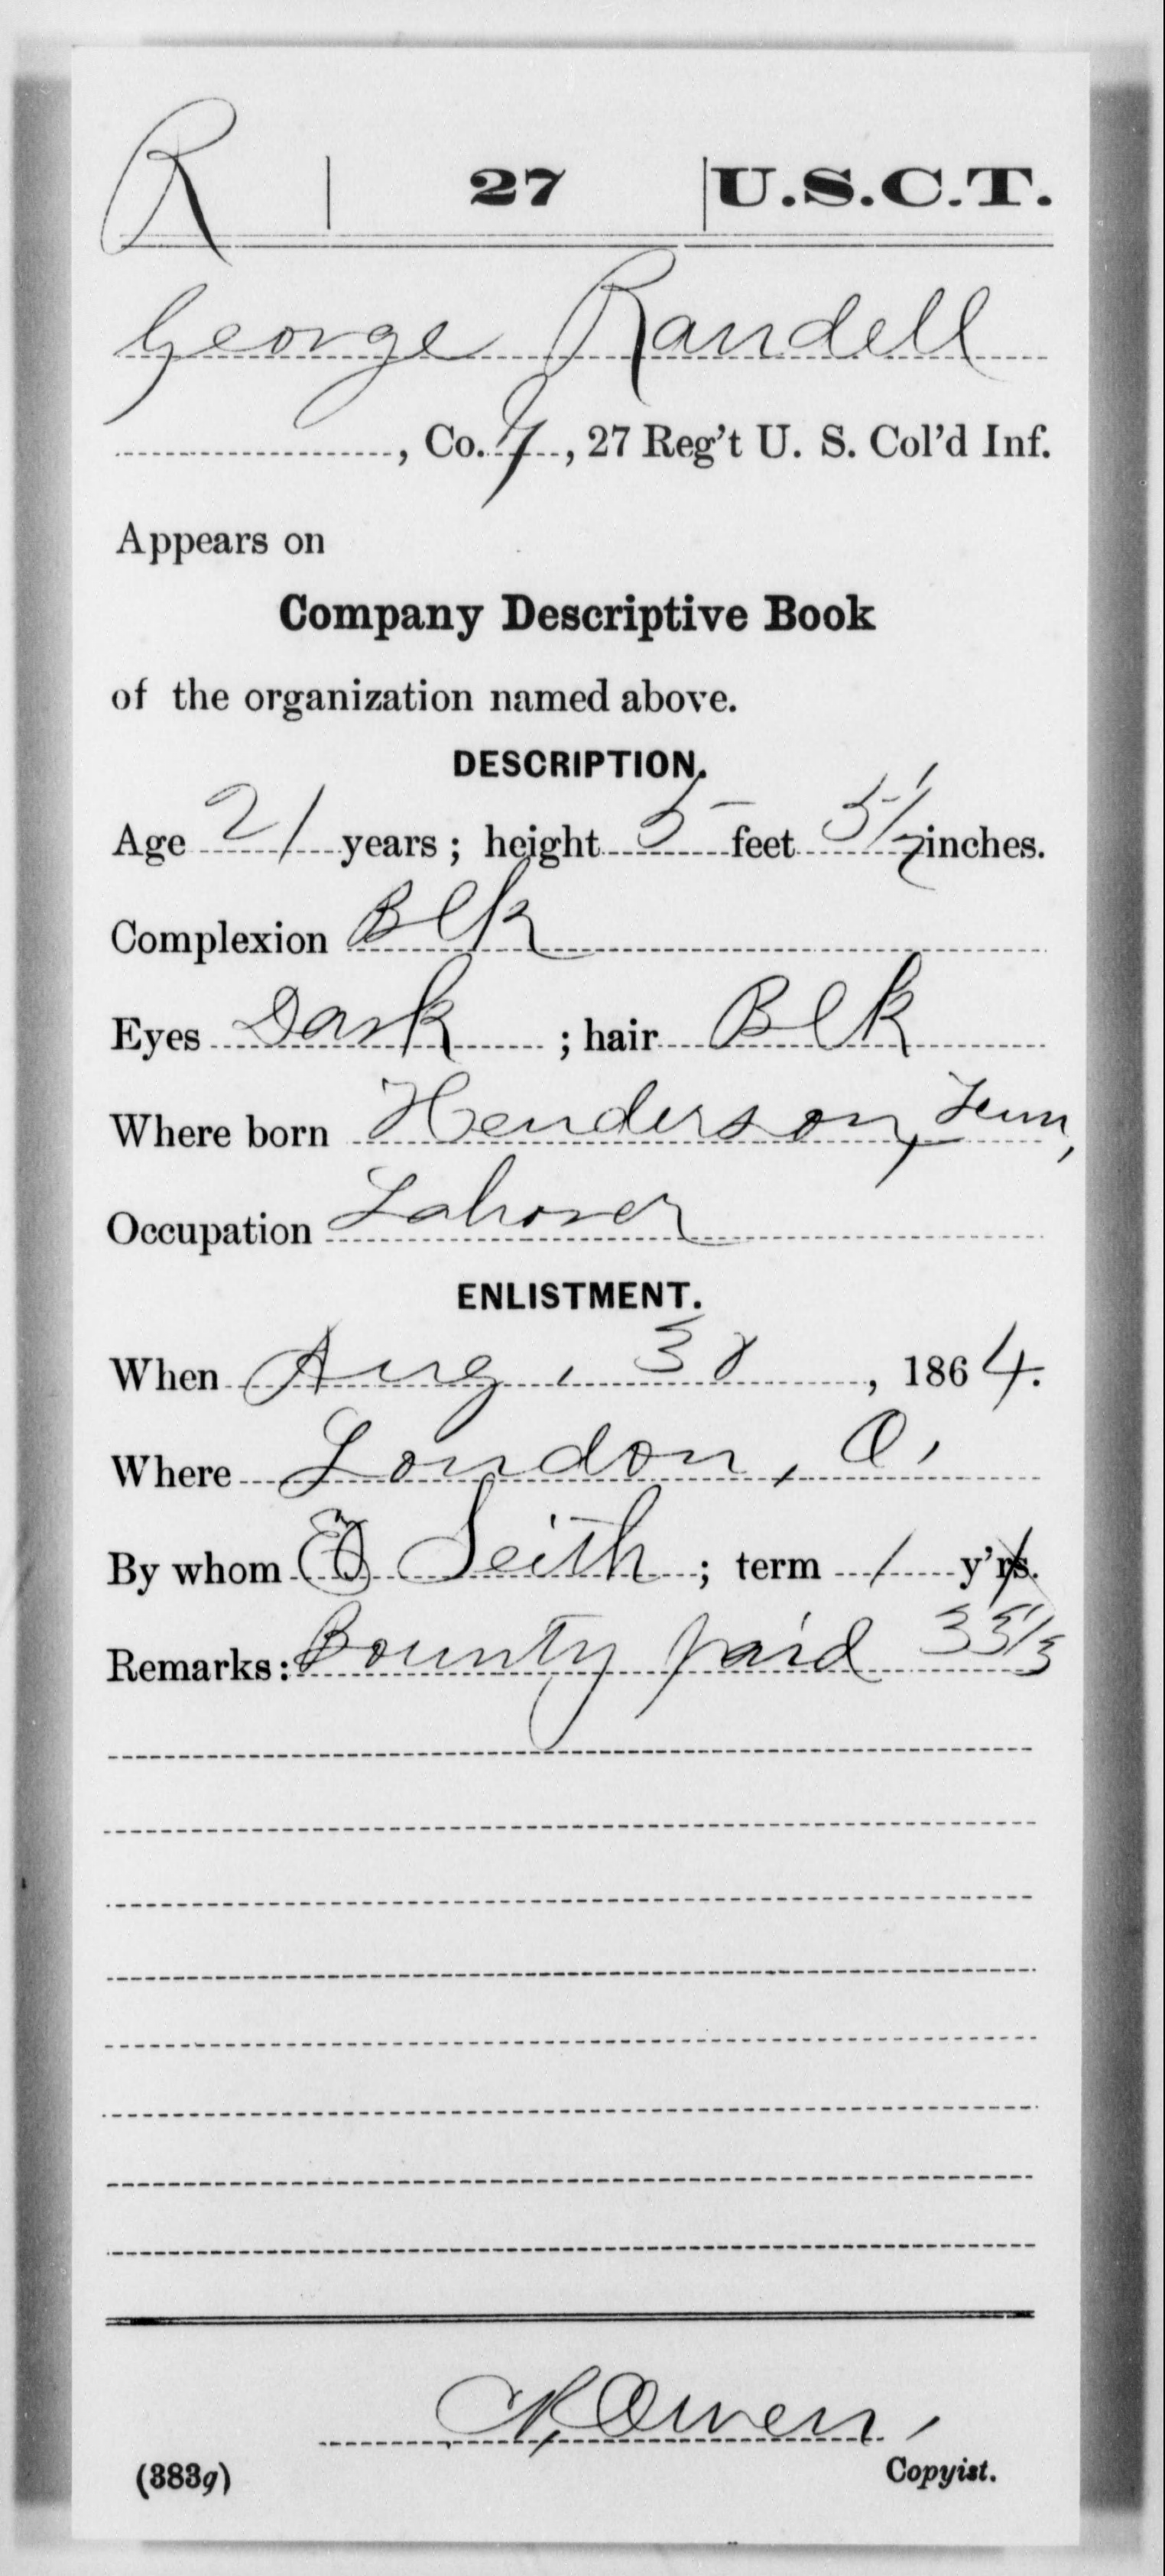 R | 27 | U.S.C.T.
George Randell
, Co. , 27 Reg't U. S. Col'd Inf.
Appears on
Company Descriptive Book
of the organization named above.
DESCRIPTION.
Age 21 years; height 5 feet 5 1/2 inches.
Complexion Blk
Eyes Dark ; hair Blk
Where born Henderson, Tenn,
Occupation Laborer
ENLISTMENT.
When Aug. 30, 1864.
Where London, O.
By whom Seith ; term 1 y'r
Remarks: Bounty paid 33 1/3
Owen,
(383g) Copyist.